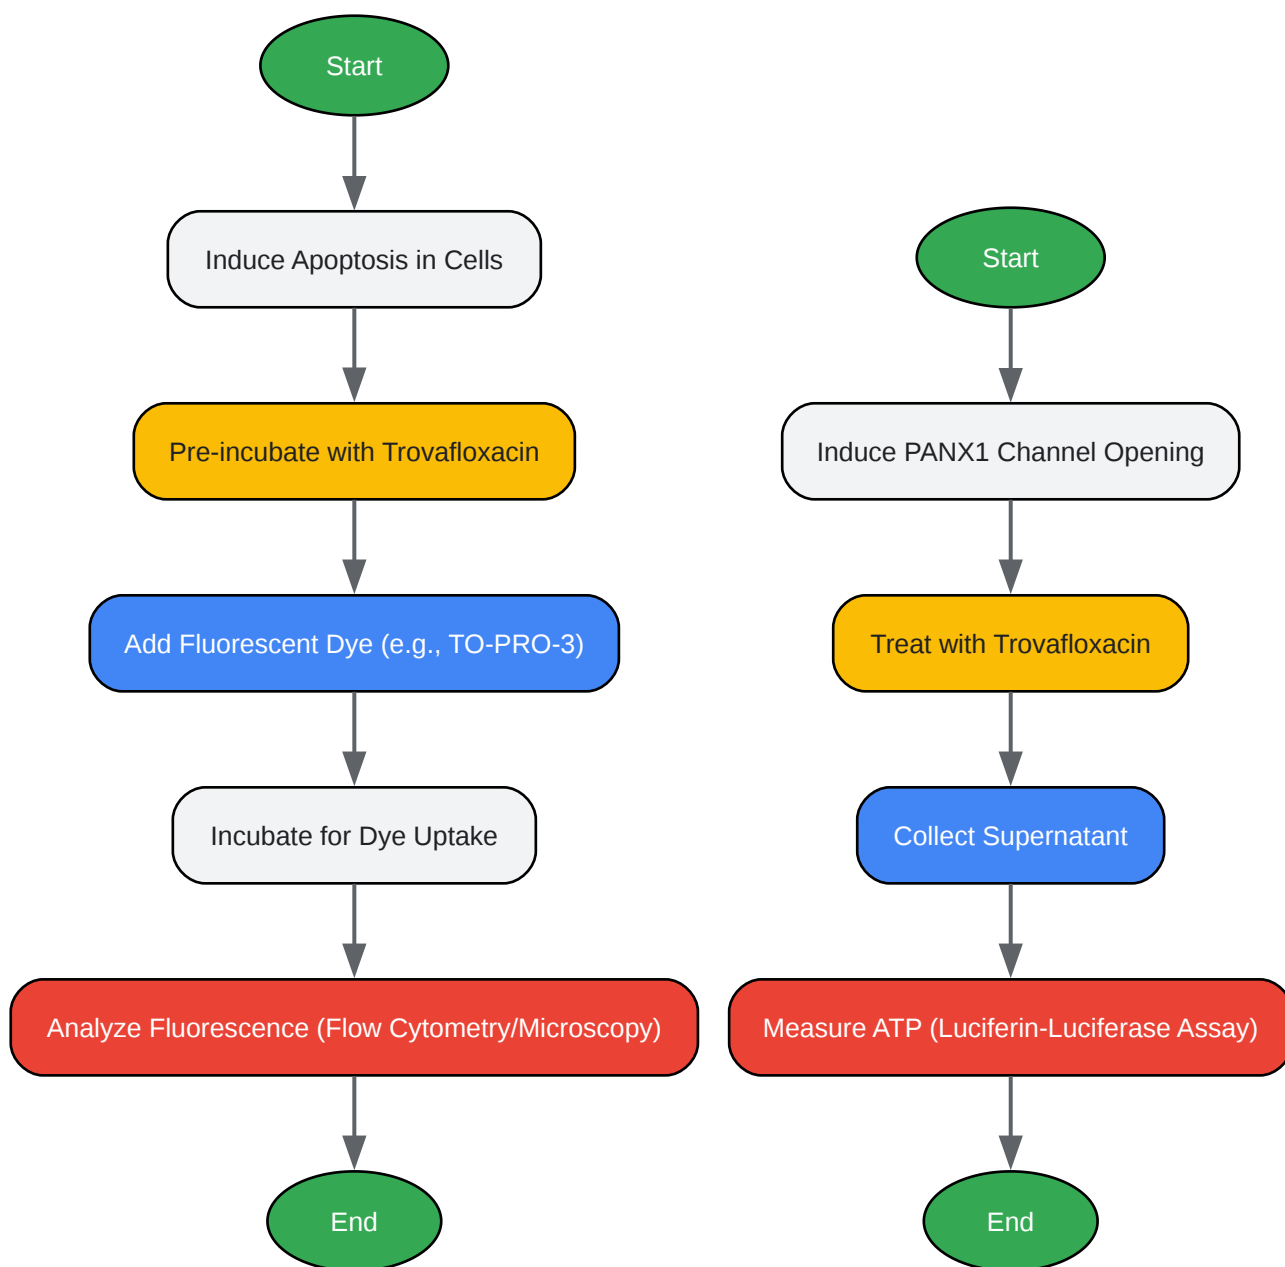 Start
Induce Apoptosis in Cells
Pre-incubate with Trovafloxacin
Add Fluorescent Dye (e.g., TO-PRO-3)
Incubate for Dye Uptake
Analyze Fluorescence (Flow Cytometry/Microscopy)
End
Start
Induce PANX1 Channel Opening
Treat with Trovafloxacin
Collect Supernatant
Measure ATP (Luciferin-Luciferase Assay)
End